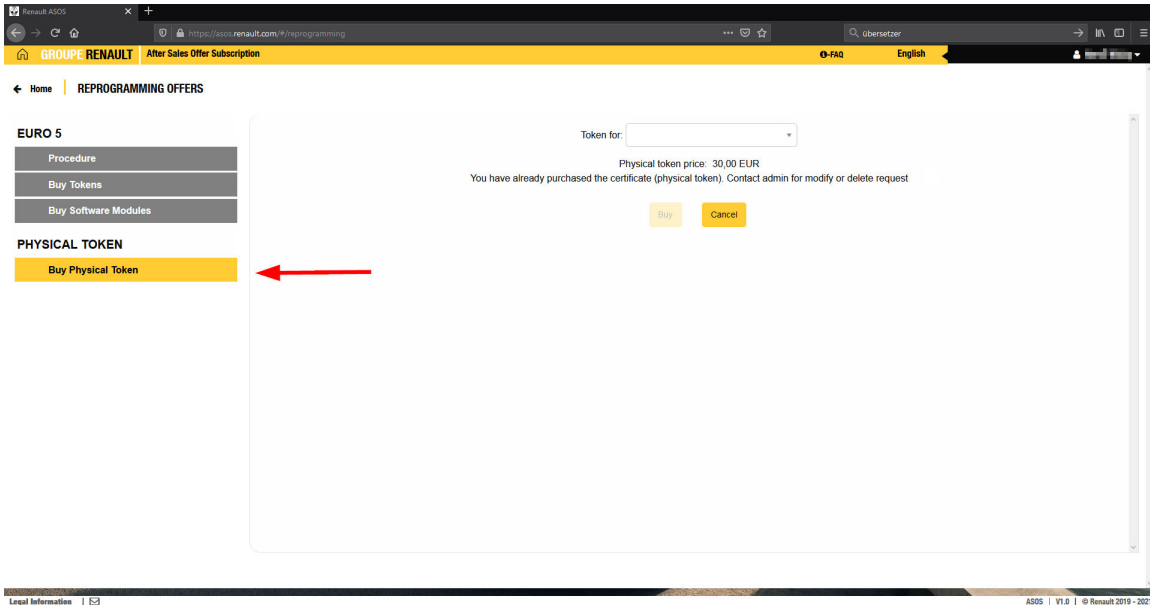 Renault ASOS
https://asos.renault.com/#/reprogramming
übersetzer
GROUPE RENAULT After Sales Offer Subscription
-FAQ
English
Home REPROGRAMMING OFFERS
EURO 5
Procedure
Buy Tokens
Buy Software Modules
PHYSICAL TOKEN
Buy Physical Token
Token for:
Physical token price: 30,00 EUR
You have already purchased the certificate (physical token). Contact admin for modify or delete request
Buy
Cancel
Legal Information |
ASOS | V1.0 | © Renault 2019 - 2021